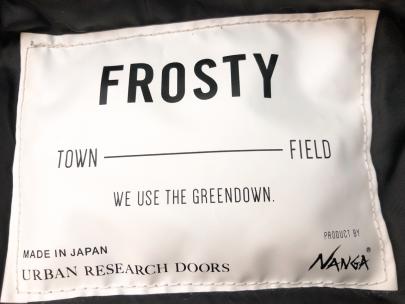 FROSTY
TOWN FIELD
WE USE THE GREENDOWN.
PRODUCT BY
MADE IN JAPAN
URBAN RESEARCH DOORS
NANGA®